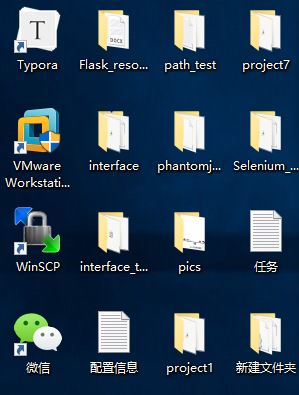 T
Typora
Flask_reso...
path_test
project7
VMware
Workstati...
interface
phantomj...
Selenium_...
WinSCP
interface_t...
pics
任务
微信
配置信息
project1
新建文件夹